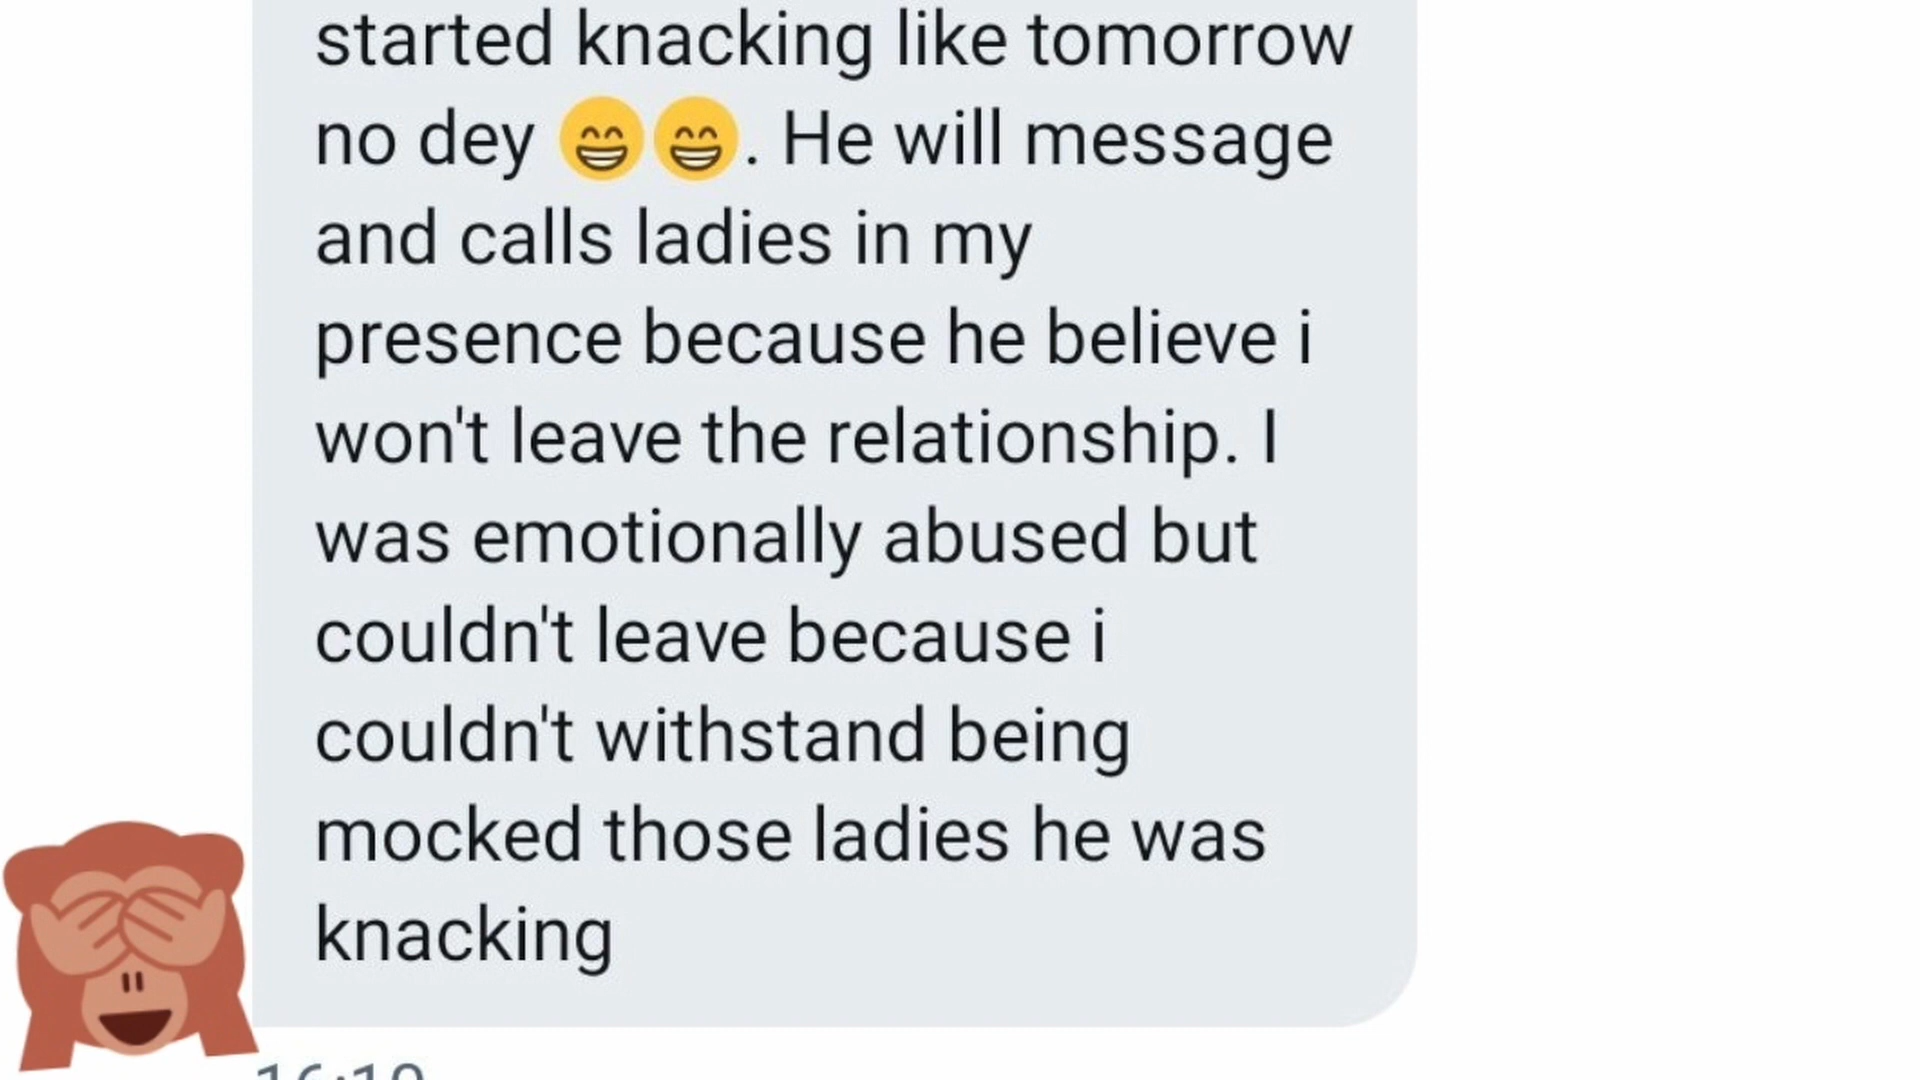 started knacking like tomorrow
no dey 😁😁. He will message
and calls ladies in my
presence because he believe i
won't leave the relationship. I
was emotionally abused but
couldn't leave because i
couldn't withstand being
mocked those ladies he was
knacking